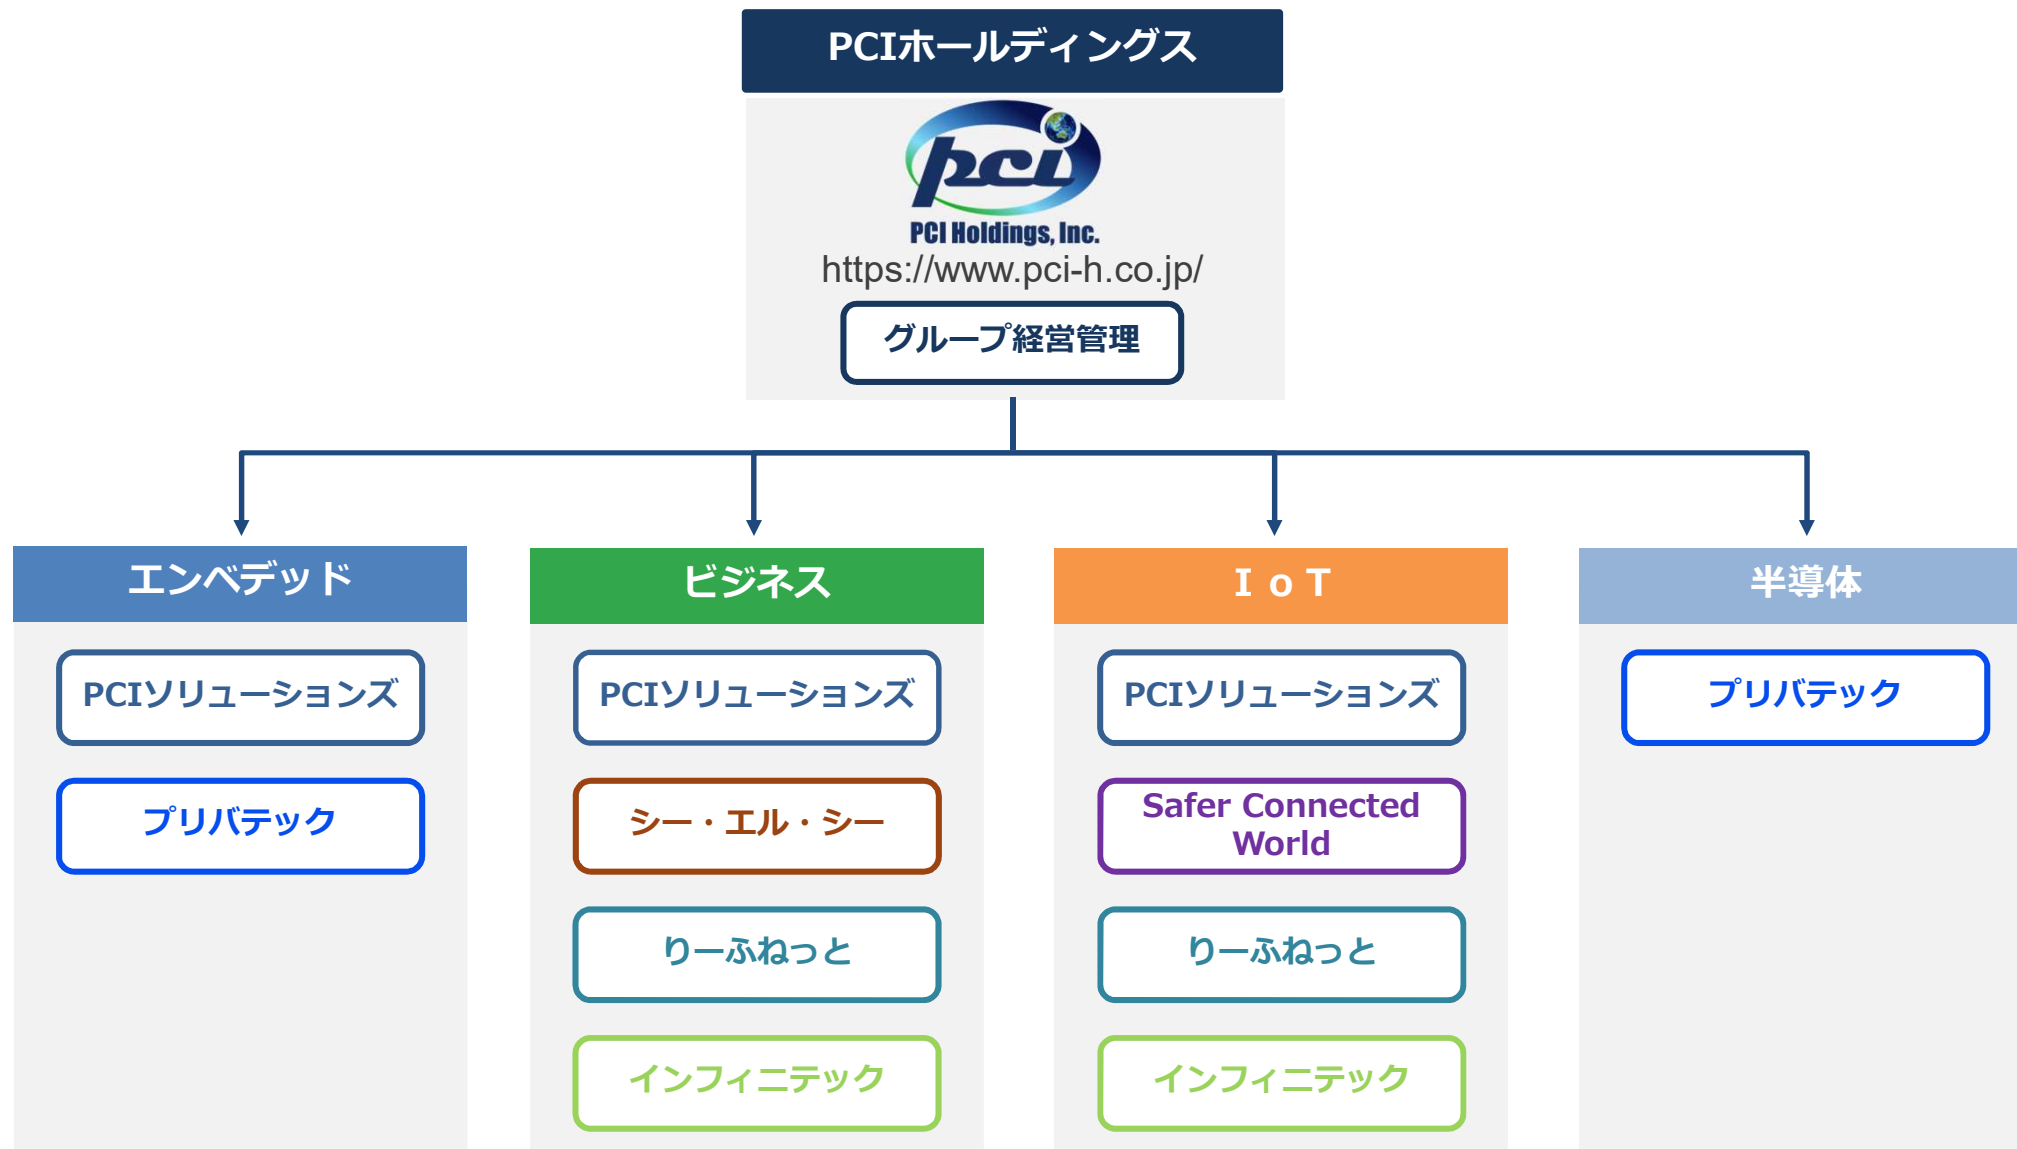 PCIホールディングス
pci
PCI Holdings, Inc.
https://www.pci-h.co.jp/
グループ経営管理
エンベデッド
PCIソリューションズ
プリバテック
ビジネス
PCIソリューションズ
シー・エル・シー
りーふねっと
インフィニテック
ＩｏＴ
PCIソリューションズ
Safer Connected
World
りーふねっと
インフィニテック
半導体
プリバテック